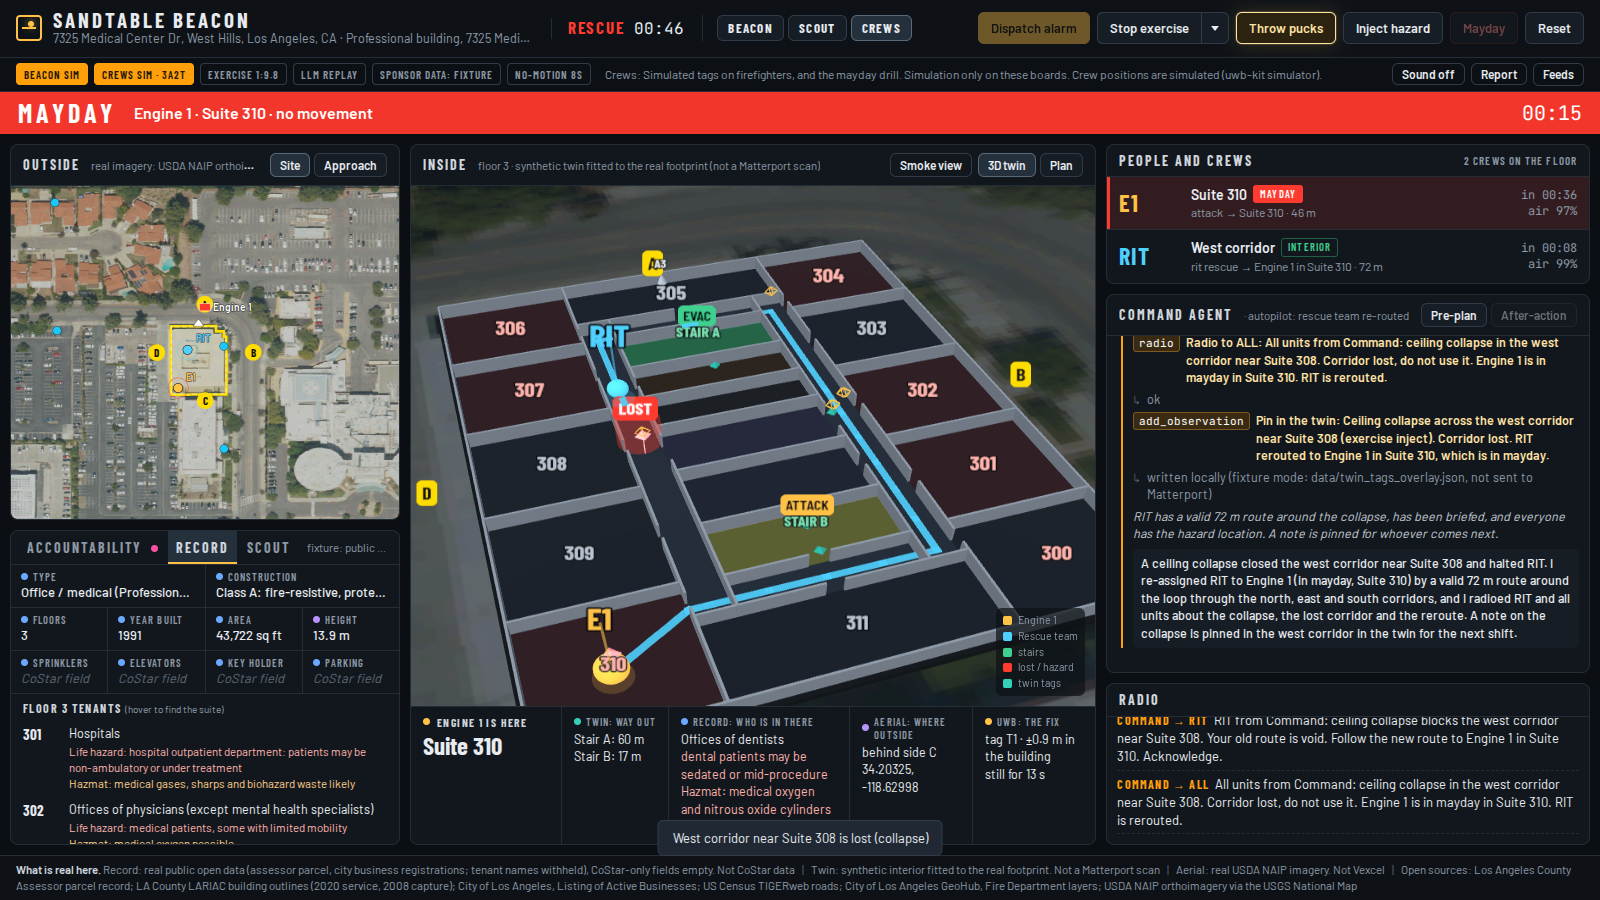 SANDTABLE BEACON
7325 Medical Center Dr, West Hills, Los Angeles, CA · Professional building, 7325 Medi...
RESCUE 00:46
BEACON SCOUT CREWS
Dispatch alarm Stop exercise Throw pucks Inject hazard Mayday Reset
BEACON SIM CREWS SIM · 3A2T EXERCISE 1:9.8 LLM REPLAY SPONSOR DATA: FIXTURE NO-MOTION 8S Crews: Simulated tags on firefighters, and the mayday drill. Simulation only on these boards. Crew positions are simulated (uwb-kit simulator).
Sound off Report Feeds
MAYDAY Engine 1 · Suite 310 · no movement 00:15
OUTSIDE real imagery: USDA NAIP orthoi... Site Approach
Engine 1
RIT
D
B
E1
C
ACCOUNTABILITY RECORD SCOUT fixture: public ...
TYPE
Office / medical (Profession...
CONSTRUCTION
Class A: fire-resistive, prote...
FLOORS
3
YEAR BUILT
1991
AREA
43,722 sq ft
HEIGHT
13.9 m
SPRINKLERS
CoStar field
ELEVATORS
CoStar field
KEY HOLDER
CoStar field
PARKING
CoStar field
FLOOR 3 TENANTS (hover to find the suite)
301 Hospitals
Life hazard: hospital outpatient department: patients may be
non-ambulatory or under treatment
Hazmat: medical gases, sharps and biohazard waste likely
302 Offices of physicians (except mental health specialists)
Life hazard: medical patients, some with limited mobility
Hazmat: medical oxygen possible
INSIDE floor 3 · synthetic twin fitted to the real footprint (not a Matterport scan) Smoke view 3D twin Plan
A3
304
305
306
EVAC
STAIR A
303
RIT
307
302
B
LOST
308
301
D
ATTACK
STAIR B
309
300
E1
311
310
Engine 1
Rescue team
stairs
lost / hazard
twin tags
ENGINE 1 IS HERE
Suite 310
TWIN: WAY OUT
Stair A: 60 m
Stair B: 17 m
RECORD: WHO IS IN THERE
Offices of dentists
dental patients may be
sedated or mid-procedure
Hazmat: medical oxygen
and nitrous oxide cylinders
AERIAL: WHERE
OUTSIDE
behind side C
34.20325,
-118.62998
UWB: THE FIX
tag T1 · ±0.9 m in
the building
still for 13 s
West corridor near Suite 308 is lost (collapse)
PEOPLE AND CREWS 2 CREWS ON THE FLOOR
E1 Suite 310 MAYDAY in 00:36
attack → Suite 310 · 46 m air 97%
RIT West corridor INTERIOR in 00:08
rit rescue → Engine 1 in Suite 310 · 72 m air 99%
COMMAND AGENT · autopilot: rescue team re-routed Pre-plan After-action
radio Radio to ALL: All units from Command: ceiling collapse in the west
corridor near Suite 308. Corridor lost, do not use it. Engine 1 is in
mayday in Suite 310. RIT is rerouted.
↳ ok
add_observation Pin in the twin: Ceiling collapse across the west corridor
near Suite 308 (exercise inject). Corridor lost. RIT
rerouted to Engine 1 in Suite 310, which is in mayday.
↳ written locally (fixture mode: data/twin_tags_overlay.json, not sent to
Matterport)
RIT has a valid 72 m route around the collapse, has been briefed, and everyone
has the hazard location. A note is pinned for whoever comes next.
A ceiling collapse closed the west corridor near Suite 308 and halted RIT. I
re-assigned RIT to Engine 1 (in mayday, Suite 310) by a valid 72 m route around
the loop through the north, east and south corridors, and I radioed RIT and all
units about the collapse, the lost corridor and the reroute. A note on the
collapse is pinned in the west corridor in the twin for the next shift.
RADIO
COMMAND → RIT RIT from Command: ceiling collapse blocks the west corridor
near Suite 308. Your old route is void. Follow the new route to Engine 1 in Suite
310. Acknowledge.
COMMAND → ALL All units from Command: ceiling collapse in the west corridor
near Suite 308. Corridor lost, do not use it. Engine 1 is in mayday in Suite 310. RIT
is rerouted.
What is real here. Record: real public open data (assessor parcel, city business registrations; tenant names withheld), CoStar-only fields empty. Not CoStar data | Twin: synthetic interior fitted to the real footprint. Not a Matterport scan | Aerial: real USDA NAIP imagery. Not Vexcel | Open sources: Los Angeles County
Assessor parcel record; LA County LARIAC building outlines (2020 service, 2008 capture); City of Los Angeles, Listing of Active Businesses; US Census TIGERweb roads; City of Los Angeles GeoHub, Fire Department layers; USDA NAIP orthoimagery via the USGS National Map